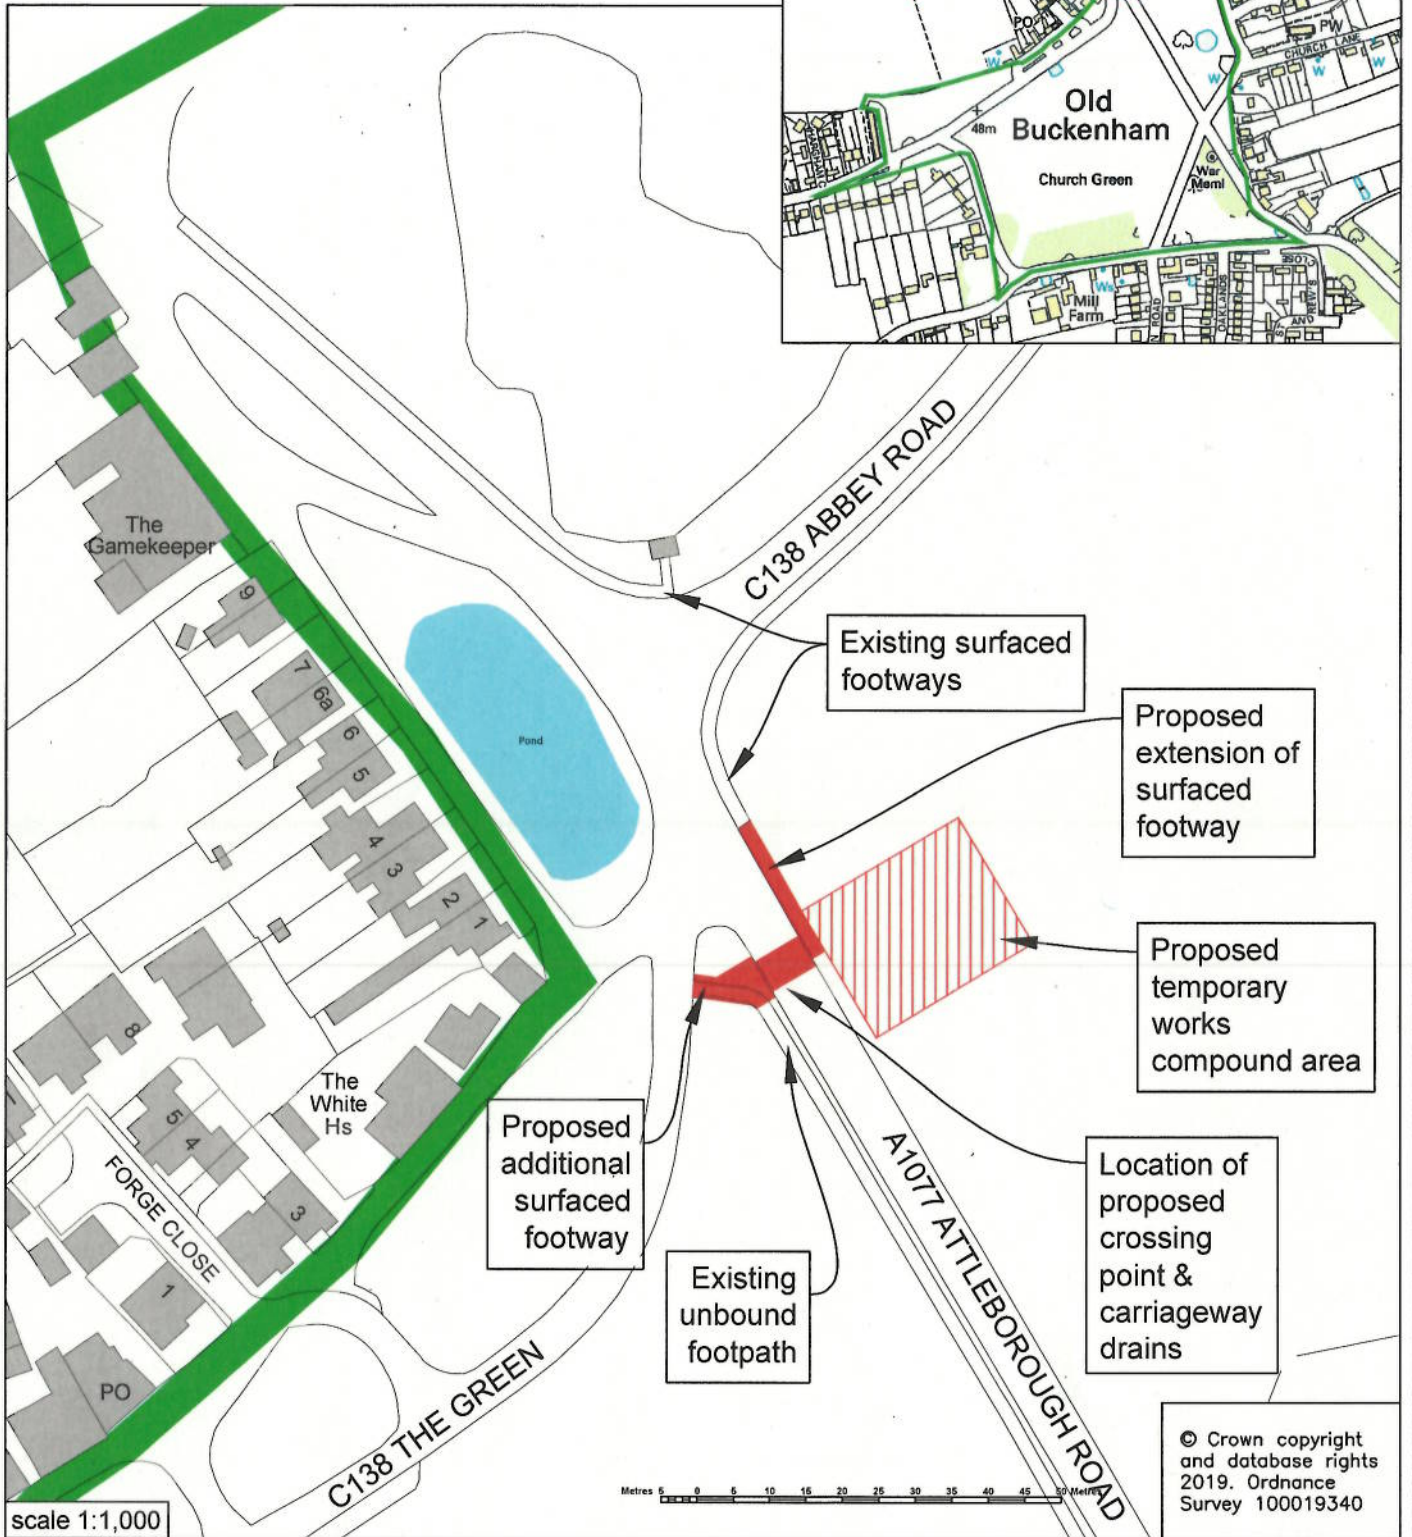 PO
PW
CHURCH LANE
W
W
W
W
Old
Buckenham
48m
Church Green
War
Meml
HARGHAM C
Ws
Mill
Farm
N ROAD
OAKLANDS
ST ANDREW'S
CLOSE
C138 ABBEY ROAD
The
Gamekeeper
9
7
6a
6
5
4
3
2
1
Pond
Existing surfaced
footways
Proposed
extension of
surfaced
footway
Proposed
temporary
works
compound area
8
The
White
Hs
5
4
3
1
FORGE CLOSE
PO
Proposed
additional
surfaced
footway
Existing
unbound
footpath
Location of
proposed
crossing
point &
carriageway
drains
A1077 ATTLEBOROUGH ROAD
C138 THE GREEN
Metres 5 0 5 10 15 20 25 30 35 40 45 50 Metres
scale 1:1,000
© Crown copyright
and database rights
2019. Ordnance
Survey 100019340